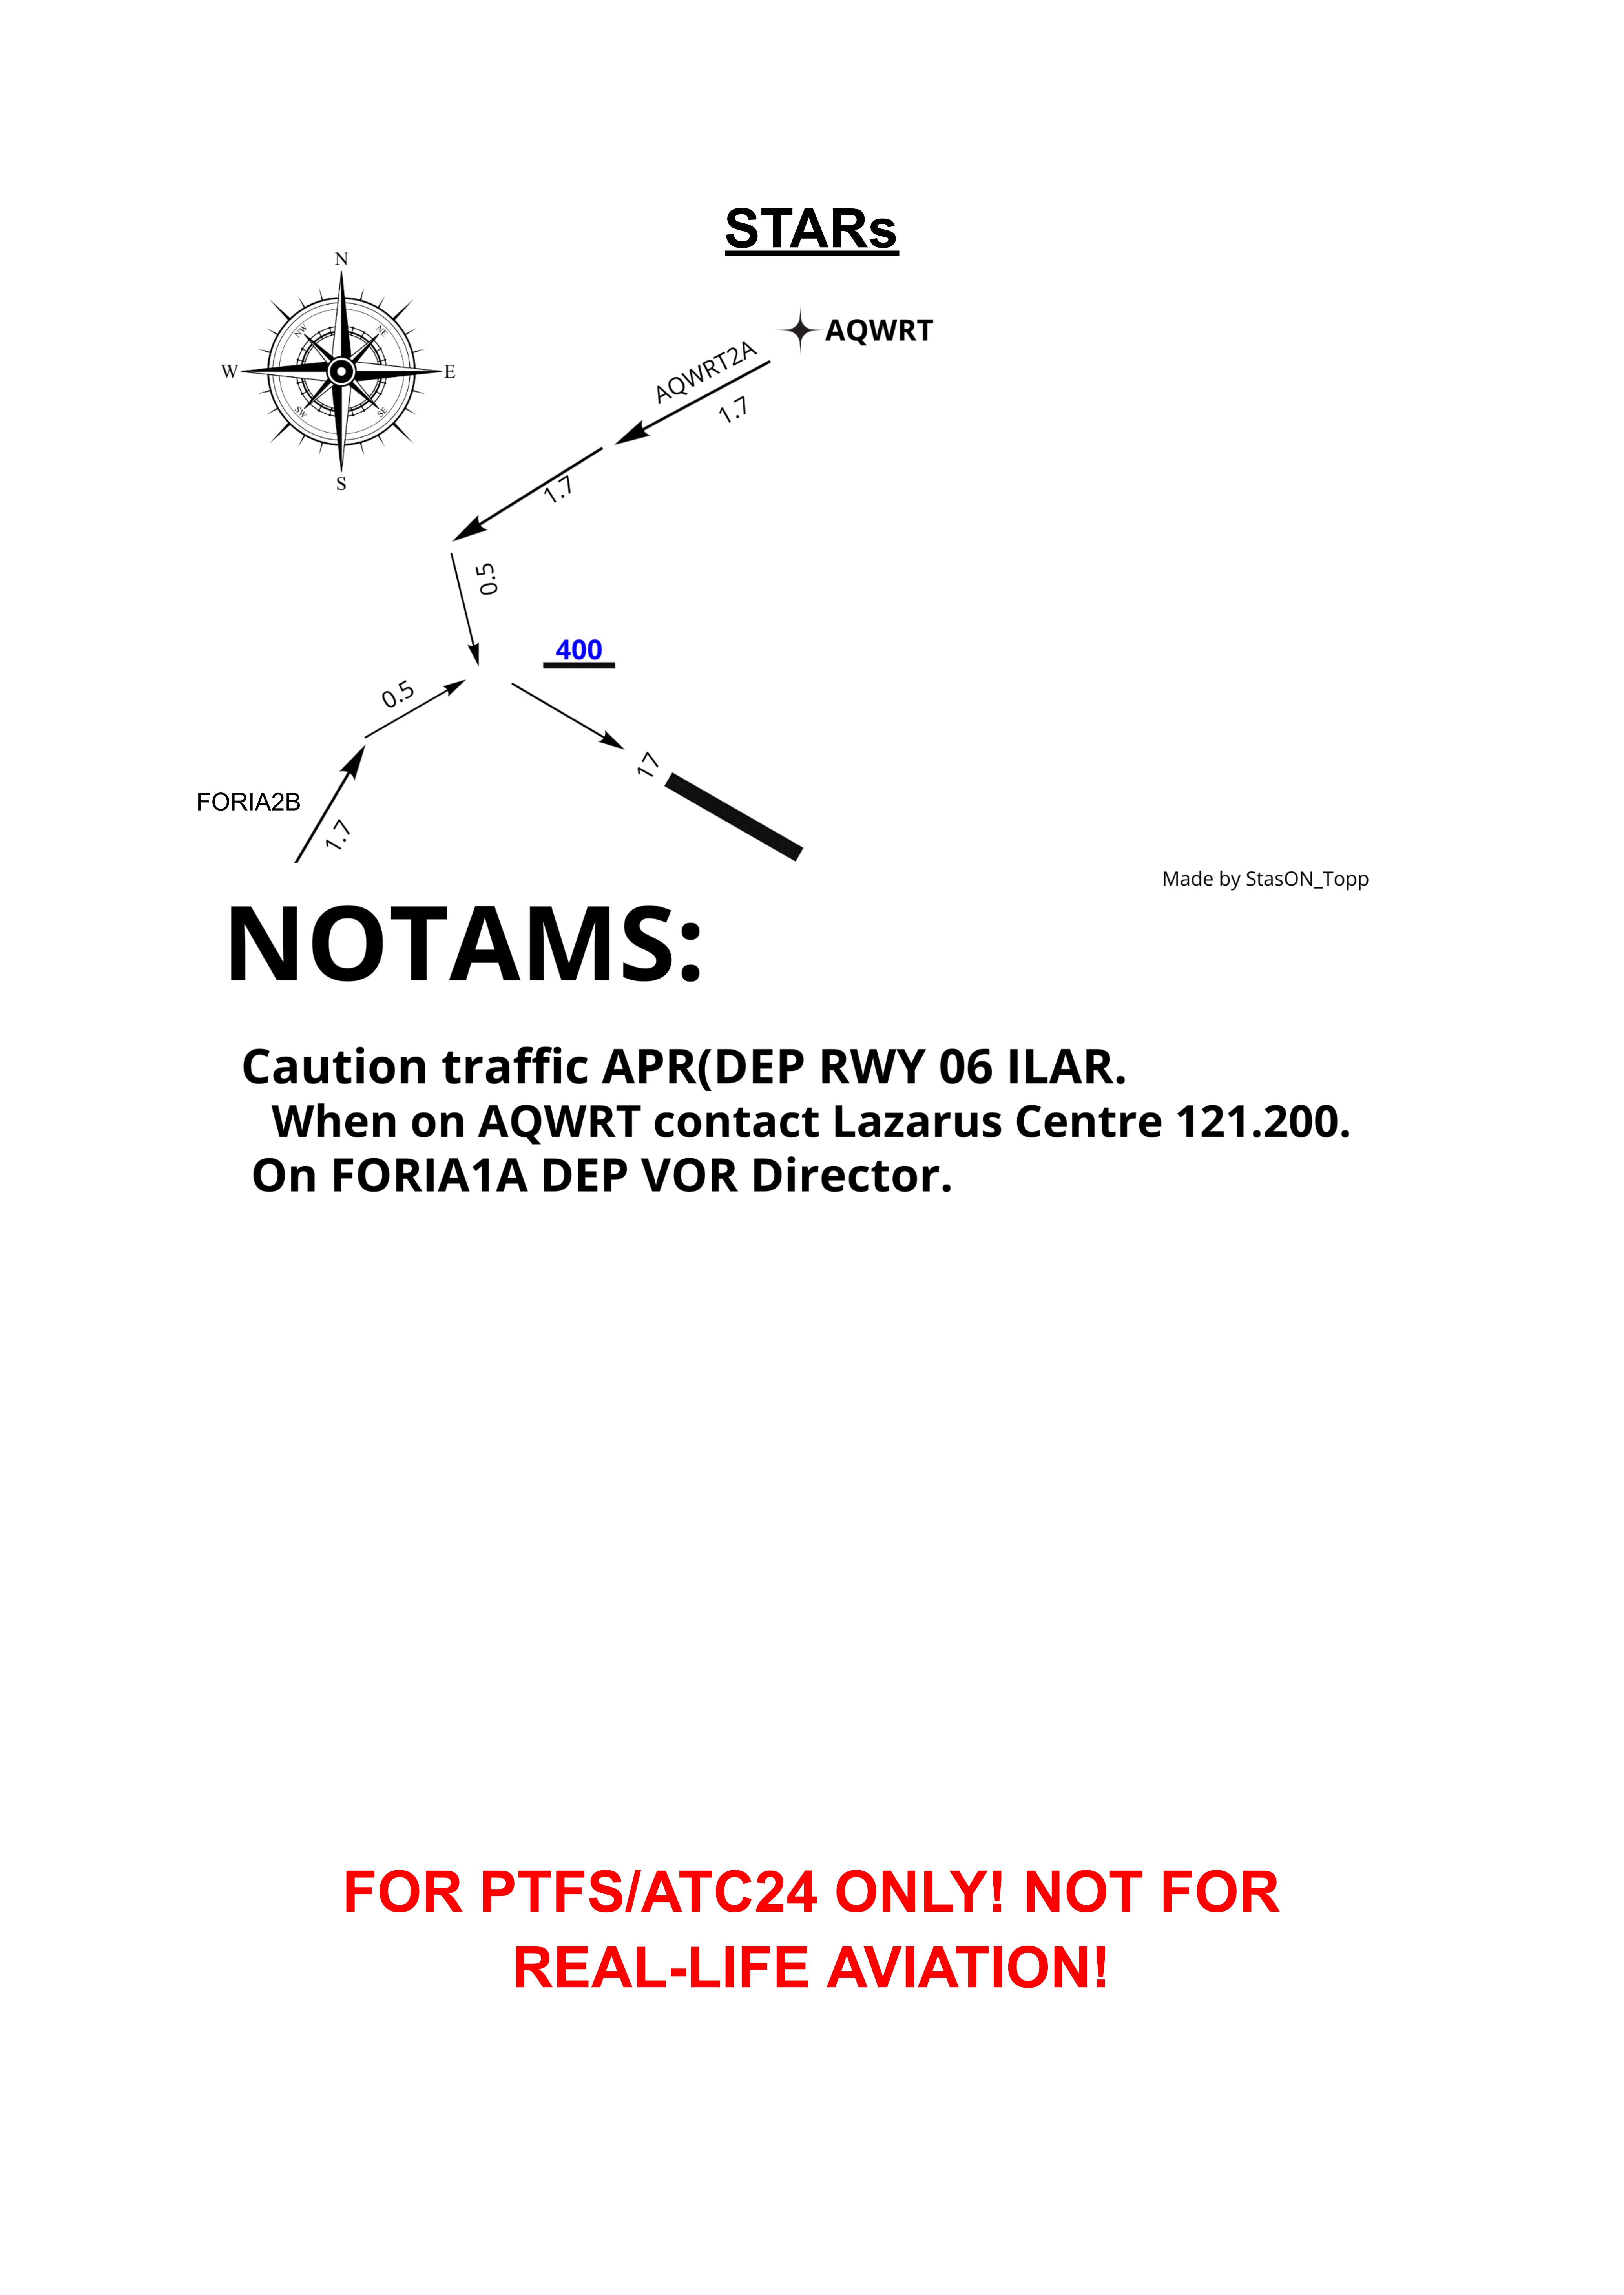 STARs
N
NW
NE
W
E
SW
SE
S
AQWRT
AQWRT2A
1.7
1.7
0.5
400
0.5
17
FORIA2B
1.7
Made by StasON_Topp
NOTAMS:
Caution traffic APR(DEP RWY 06 ILAR.
When on AQWRT contact Lazarus Centre 121.200.
On FORIA1A DEP VOR Director.
FOR PTFS/ATC24 ONLY! NOT FOR
REAL-LIFE AVIATION!